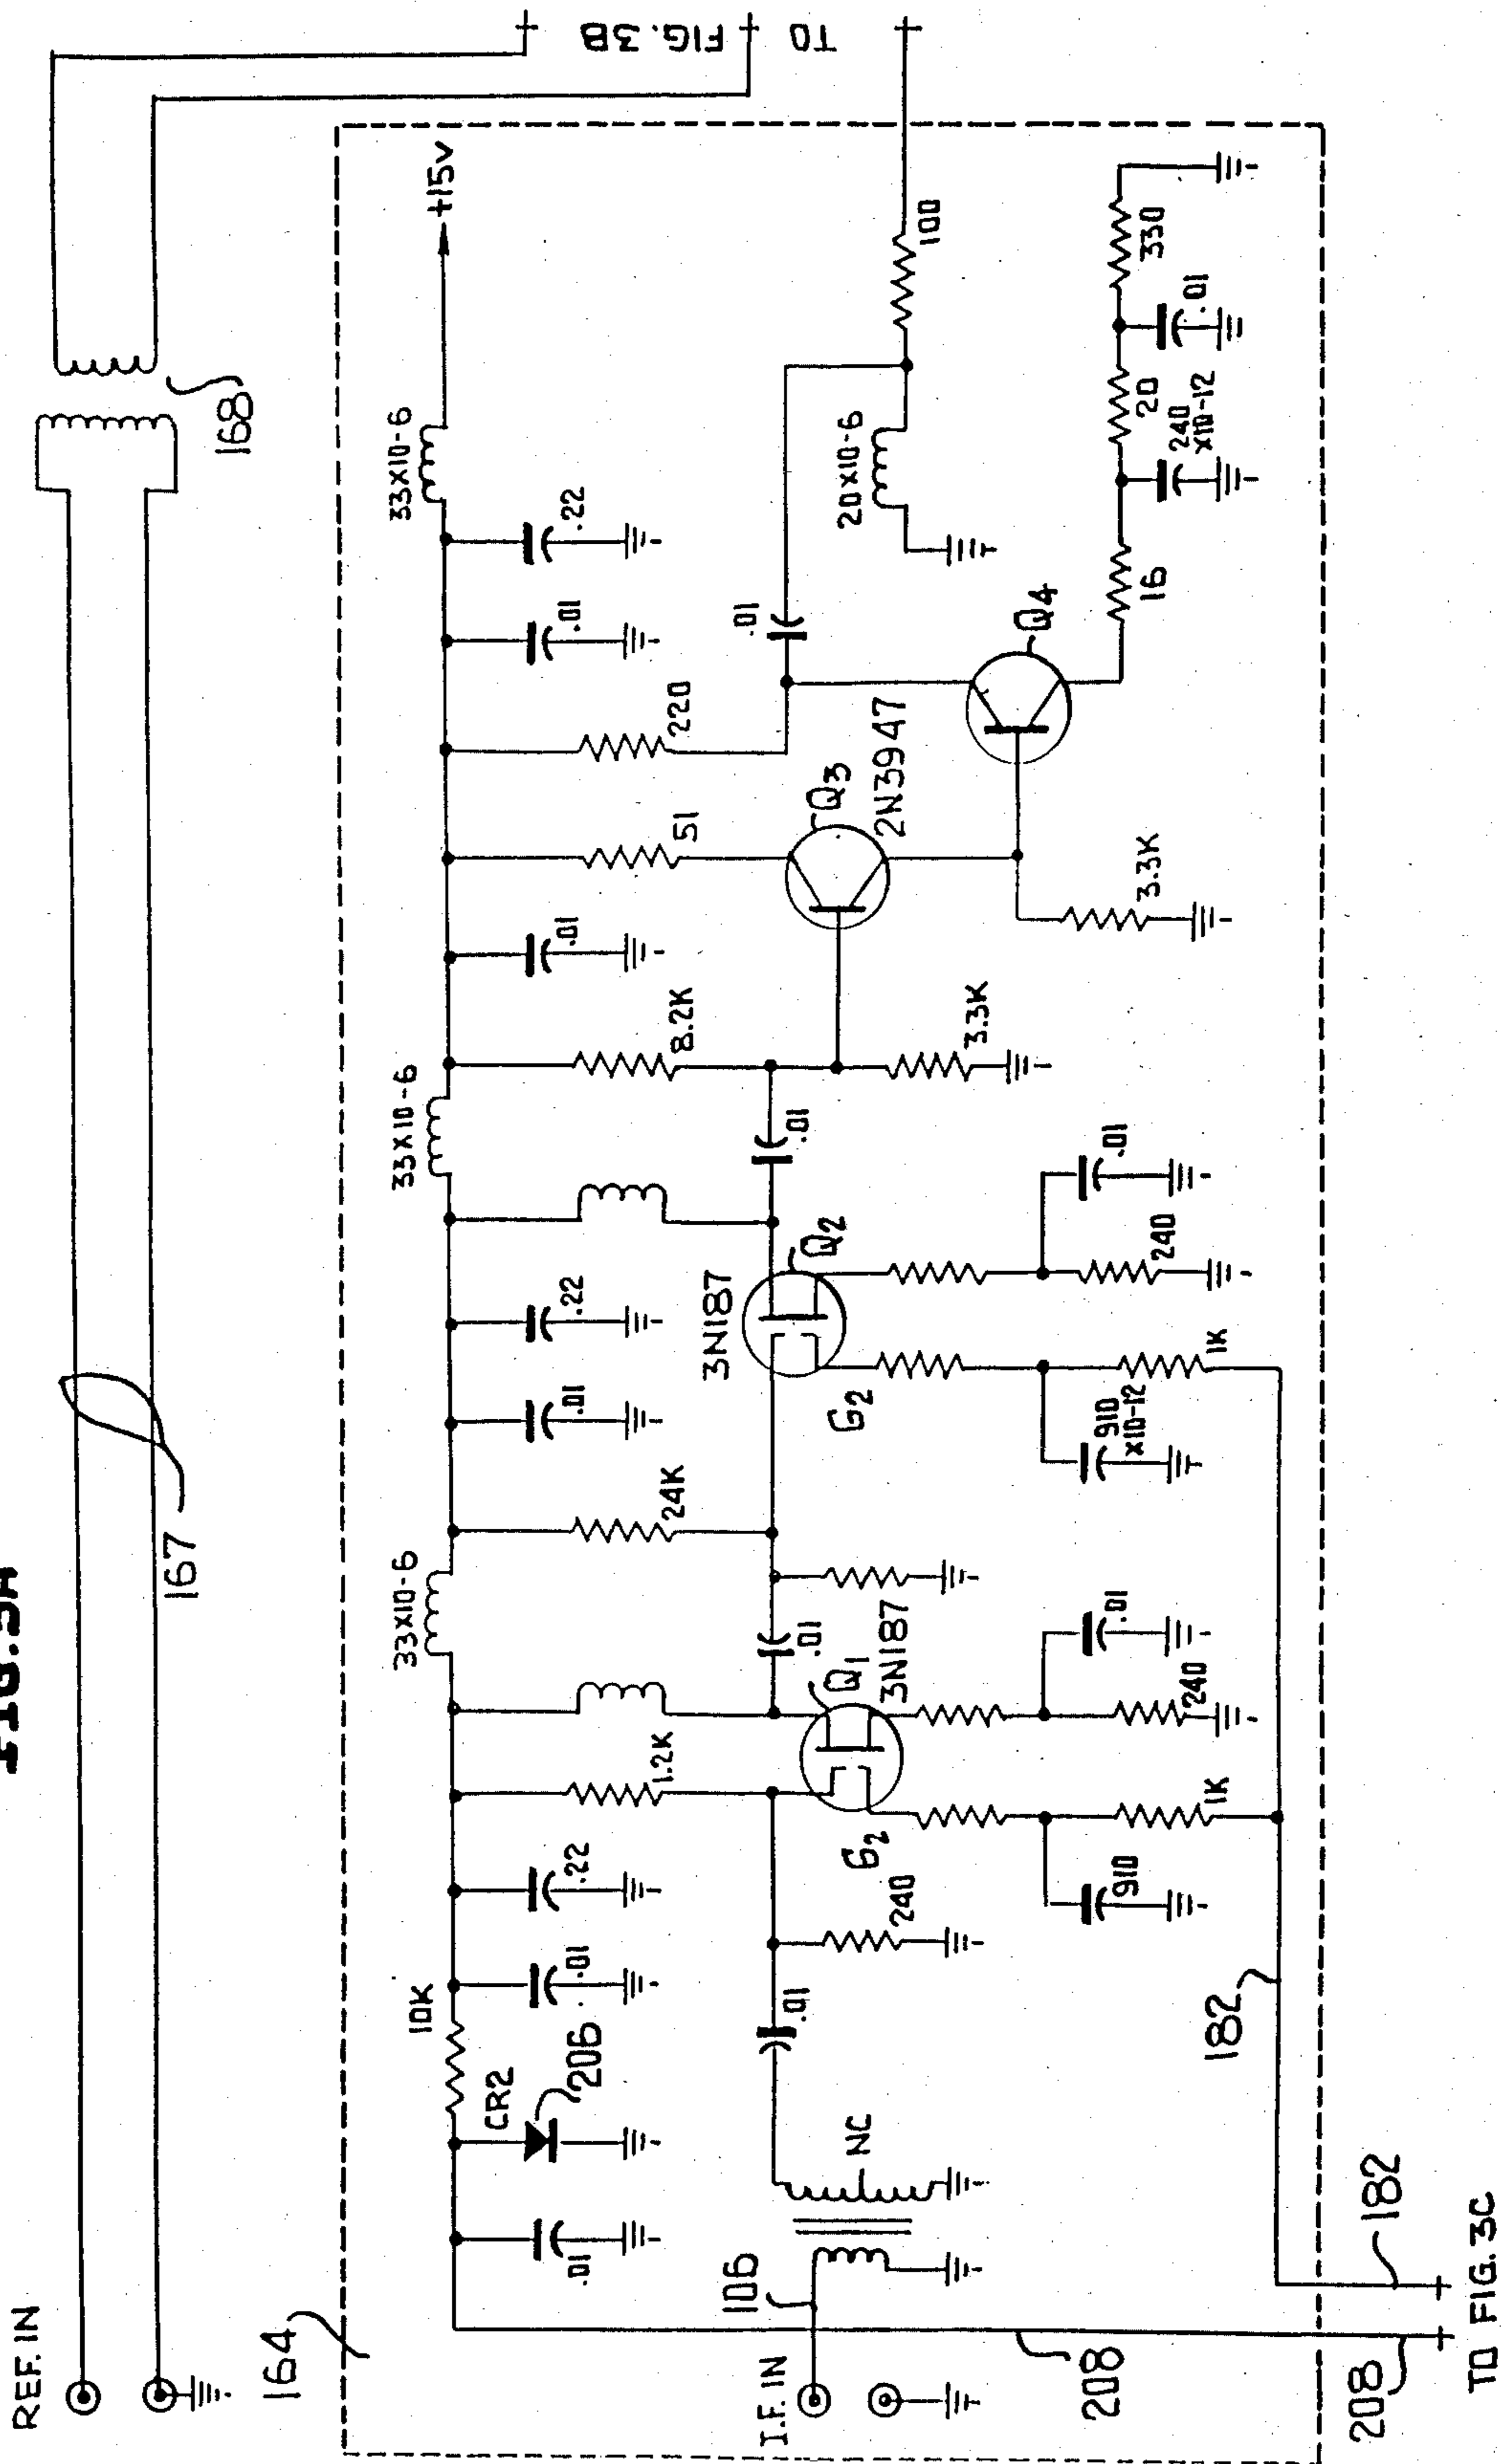 FIG. 3A
REF. IN
167
168
TO FIG. 3B
164
+15V
33X10-6
33X10-6
33X10-6
10K
CR2
206
.01
.01
.22
1.2K
24K
.01
.22
8.2K
.01
51
220
.01
.22
I.F. IN
106
NC
.01
240
G2
Q1
3N187
.01
3N187
Q2
G2
.01
3.3K
Q3
2N3947
Q4
3.3K
.01
20X10-6
100
16
240
X10-12
20
.01
330
910
1K
240
.01
910
X10-12
1K
240
.01
182
208
182
208
TO FIG. 3C